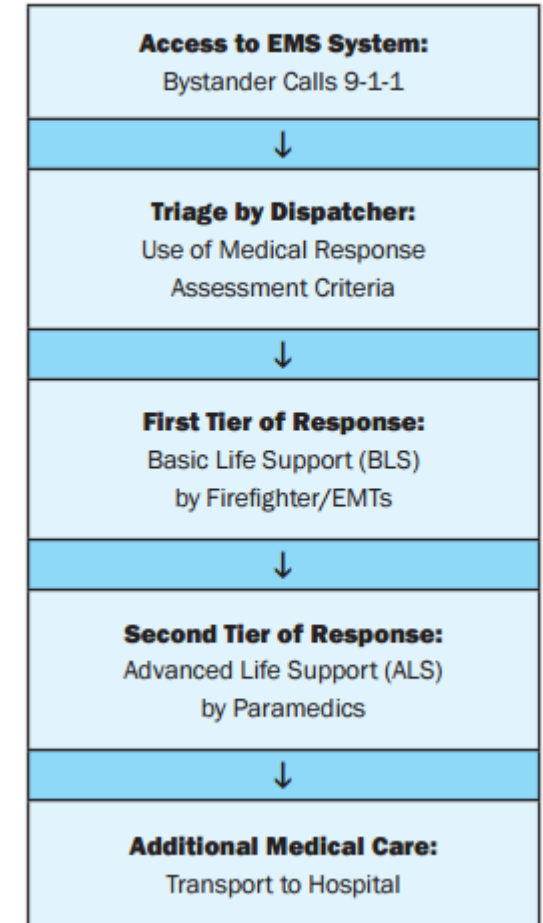 Access to EMS System:
Bystander Calls 9-1-1
↓
Triage by Dispatcher:
Use of Medical Response
Assessment Criteria
↓
First Tier of Response:
Basic Life Support (BLS)
by Firefighter/EMTs
↓
Second Tier of Response:
Advanced Life Support (ALS)
by Paramedics
↓
Additional Medical Care:
Transport to Hospital